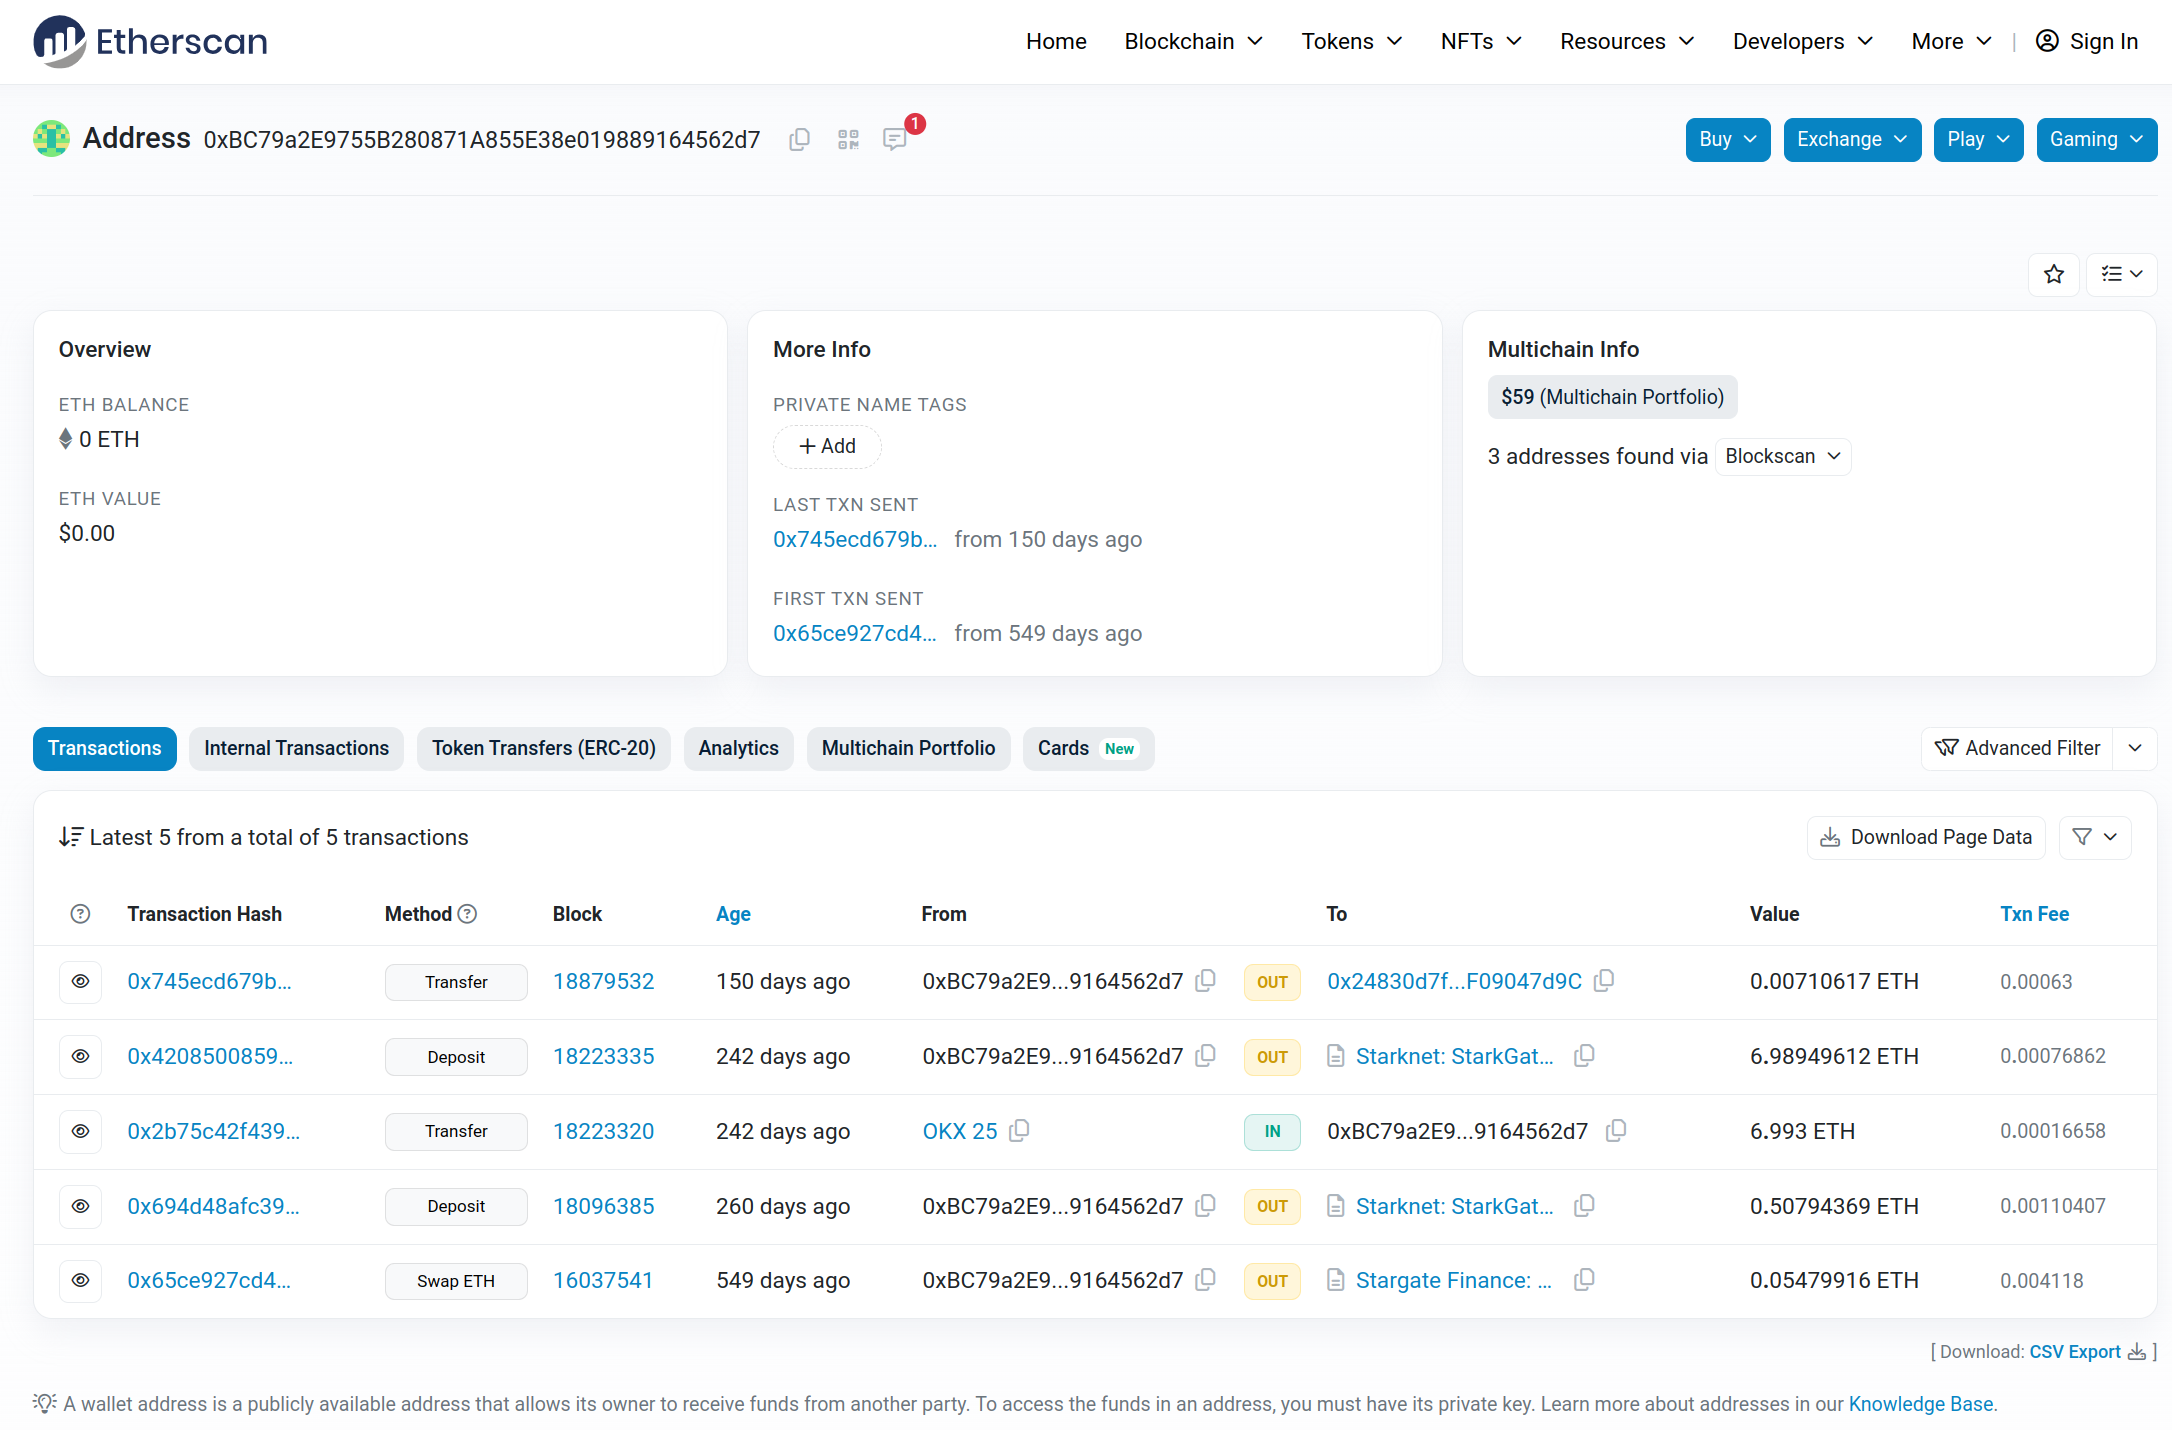 Etherscan
Home Blockchain Tokens NFTs Resources Developers More | Sign In
Address 0xBC79a2E9755B280871A855E38e019889164562d7 1
Buy Exchange Play Gaming
Overview
ETH BALANCE
0 ETH
ETH VALUE
$0.00
More Info
PRIVATE NAME TAGS
+ Add
LAST TXN SENT
0x745ecd679b... from 150 days ago
FIRST TXN SENT
0x65ce927cd4... from 549 days ago
Multichain Info
$59 (Multichain Portfolio)
3 addresses found via Blockscan
Transactions Internal Transactions Token Transfers (ERC-20) Analytics Multichain Portfolio Cards New Advanced Filter
Latest 5 from a total of 5 transactions Download Page Data
? Transaction Hash Method ? Block Age From To Value Txn Fee
0x745ecd679b... Transfer 18879532 150 days ago 0xBC79a2E9...9164562d7 OUT 0x24830d7f...F09047d9C 0.00710617 ETH 0.00063
0x4208500859... Deposit 18223335 242 days ago 0xBC79a2E9...9164562d7 OUT Starknet: StarkGat... 6.98949612 ETH 0.00076862
0x2b75c42f439... Transfer 18223320 242 days ago OKX 25 IN 0xBC79a2E9...9164562d7 6.993 ETH 0.00016658
0x694d48afc39... Deposit 18096385 260 days ago 0xBC79a2E9...9164562d7 OUT Starknet: StarkGat... 0.50794369 ETH 0.00110407
0x65ce927cd4... Swap ETH 16037541 549 days ago 0xBC79a2E9...9164562d7 OUT Stargate Finance: ... 0.05479916 ETH 0.004118
[ Download: CSV Export ]
A wallet address is a publicly available address that allows its owner to receive funds from another party. To access the funds in an address, you must have its private key. Learn more about addresses in our Knowledge Base.